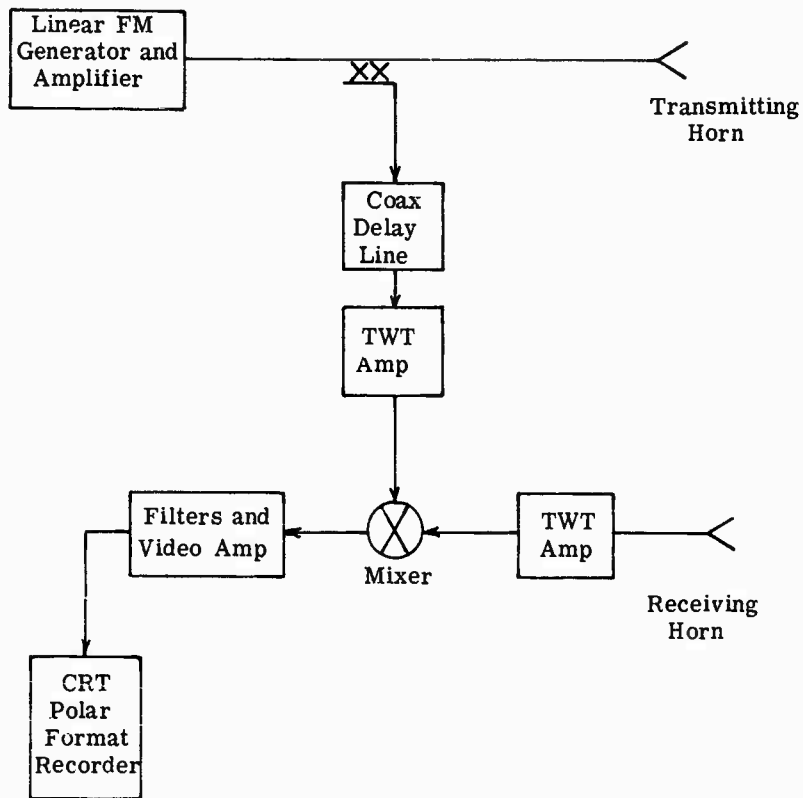 Linear FM
Generator and
Amplifier
Transmitting
Horn
Coax
Delay
Line
TWT
Amp
Filters and
Video Amp
Mixer
TWT
Amp
Receiving
Horn
CRT
Polar
Format
Recorder